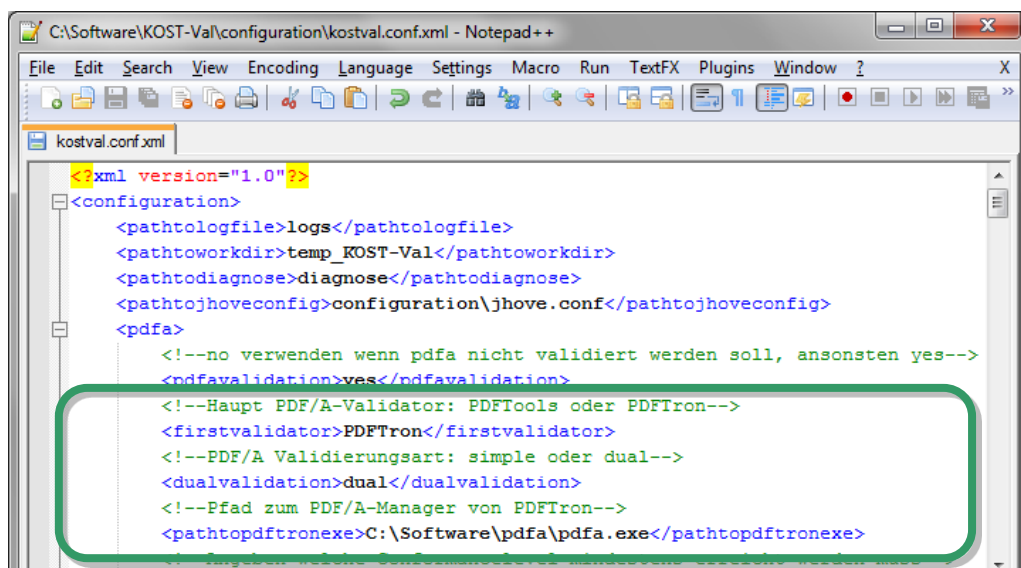 C:\Software\KOST-Val\configuration\kostval.conf.xml - Notepad++
File Edit Search View Encoding Language Settings Macro Run TextFX Plugins Window ? X
kostval.conf.xml
<?xml version="1.0"?>
<configuration>
<pathtologfile>logs</pathtologfile>
<pathtoworkdir>temp_KOST-Val</pathtoworkdir>
<pathtodiagnose>diagnose</pathtodiagnose>
<pathtojhoveconfig>configuration\jhove.conf</pathtojhoveconfig>
<pdfa>
<!--no verwenden wenn pdfa nicht validiert werden soll, ansonsten yes-->
<pdfavalidation>yes</pdfavalidation>
<!--Haupt PDF/A-Validator: PDFTools oder PDFTron-->
<firstvalidator>PDFTron</firstvalidator>
<!--PDF/A Validierungsart: simple oder dual-->
<dualvalidation>dual</dualvalidation>
<!--Pfad zum PDF/A-Manager von PDFTron-->
<pathtopdftronexe>C:\Software\pdfa\pdfa.exe</pathtopdftronexe>